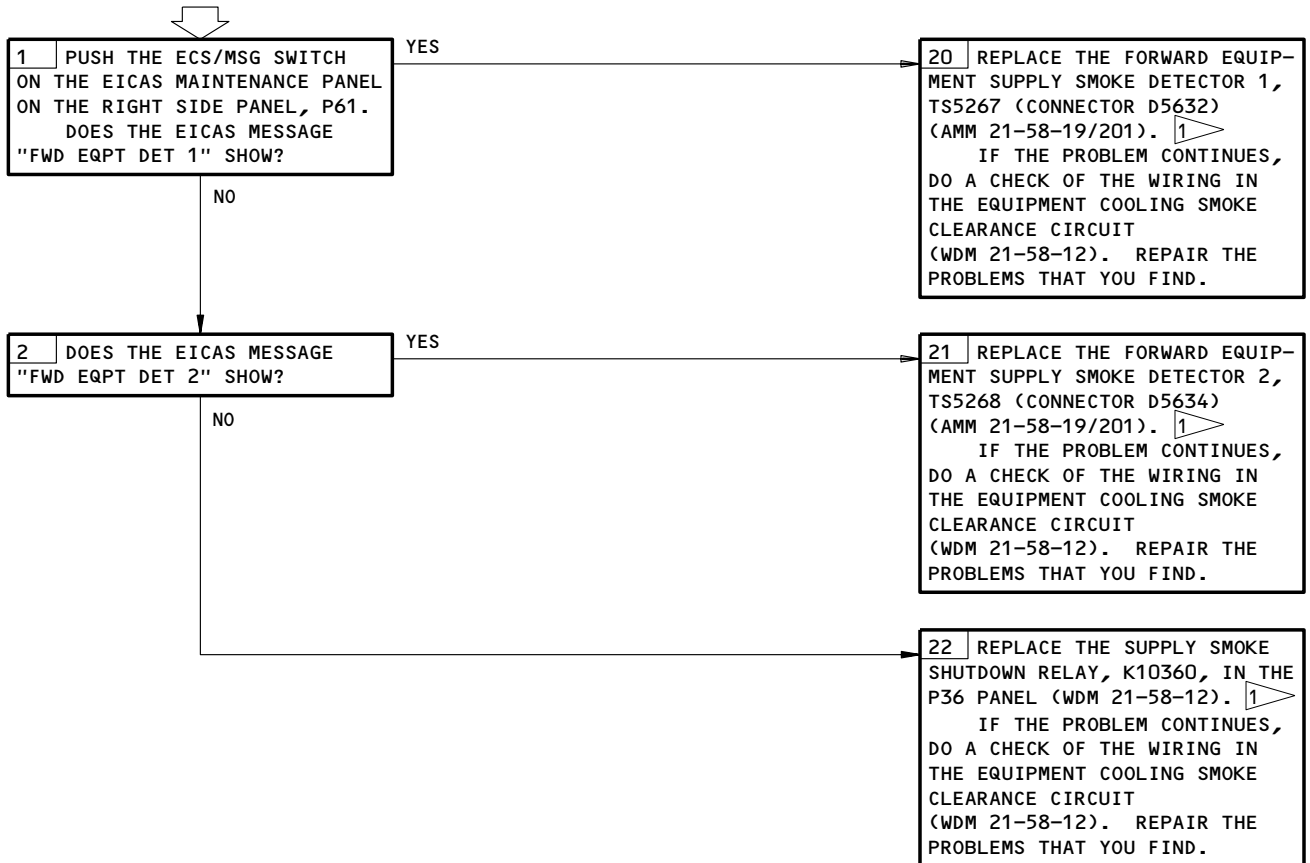 1 PUSH THE ECS/MSG SWITCH
ON THE EICAS MAINTENANCE PANEL
ON THE RIGHT SIDE PANEL, P61.
DOES THE EICAS MESSAGE
"FWD EQPT DET 1" SHOW?
YES
NO
20 REPLACE THE FORWARD EQUIP-
MENT SUPPLY SMOKE DETECTOR 1,
TS5267 (CONNECTOR D5632)
(AMM 21-58-19/201). 1
IF THE PROBLEM CONTINUES,
DO A CHECK OF THE WIRING IN
THE EQUIPMENT COOLING SMOKE
CLEARANCE CIRCUIT
(WDM 21-58-12). REPAIR THE
PROBLEMS THAT YOU FIND.
2 DOES THE EICAS MESSAGE
"FWD EQPT DET 2" SHOW?
YES
NO
21 REPLACE THE FORWARD EQUIP-
MENT SUPPLY SMOKE DETECTOR 2,
TS5268 (CONNECTOR D5634)
(AMM 21-58-19/201). 1
IF THE PROBLEM CONTINUES,
DO A CHECK OF THE WIRING IN
THE EQUIPMENT COOLING SMOKE
CLEARANCE CIRCUIT
(WDM 21-58-12). REPAIR THE
PROBLEMS THAT YOU FIND.
22 REPLACE THE SUPPLY SMOKE
SHUTDOWN RELAY, K10360, IN THE
P36 PANEL (WDM 21-58-12). 1
IF THE PROBLEM CONTINUES,
DO A CHECK OF THE WIRING IN
THE EQUIPMENT COOLING SMOKE
CLEARANCE CIRCUIT
(WDM 21-58-12). REPAIR THE
PROBLEMS THAT YOU FIND.